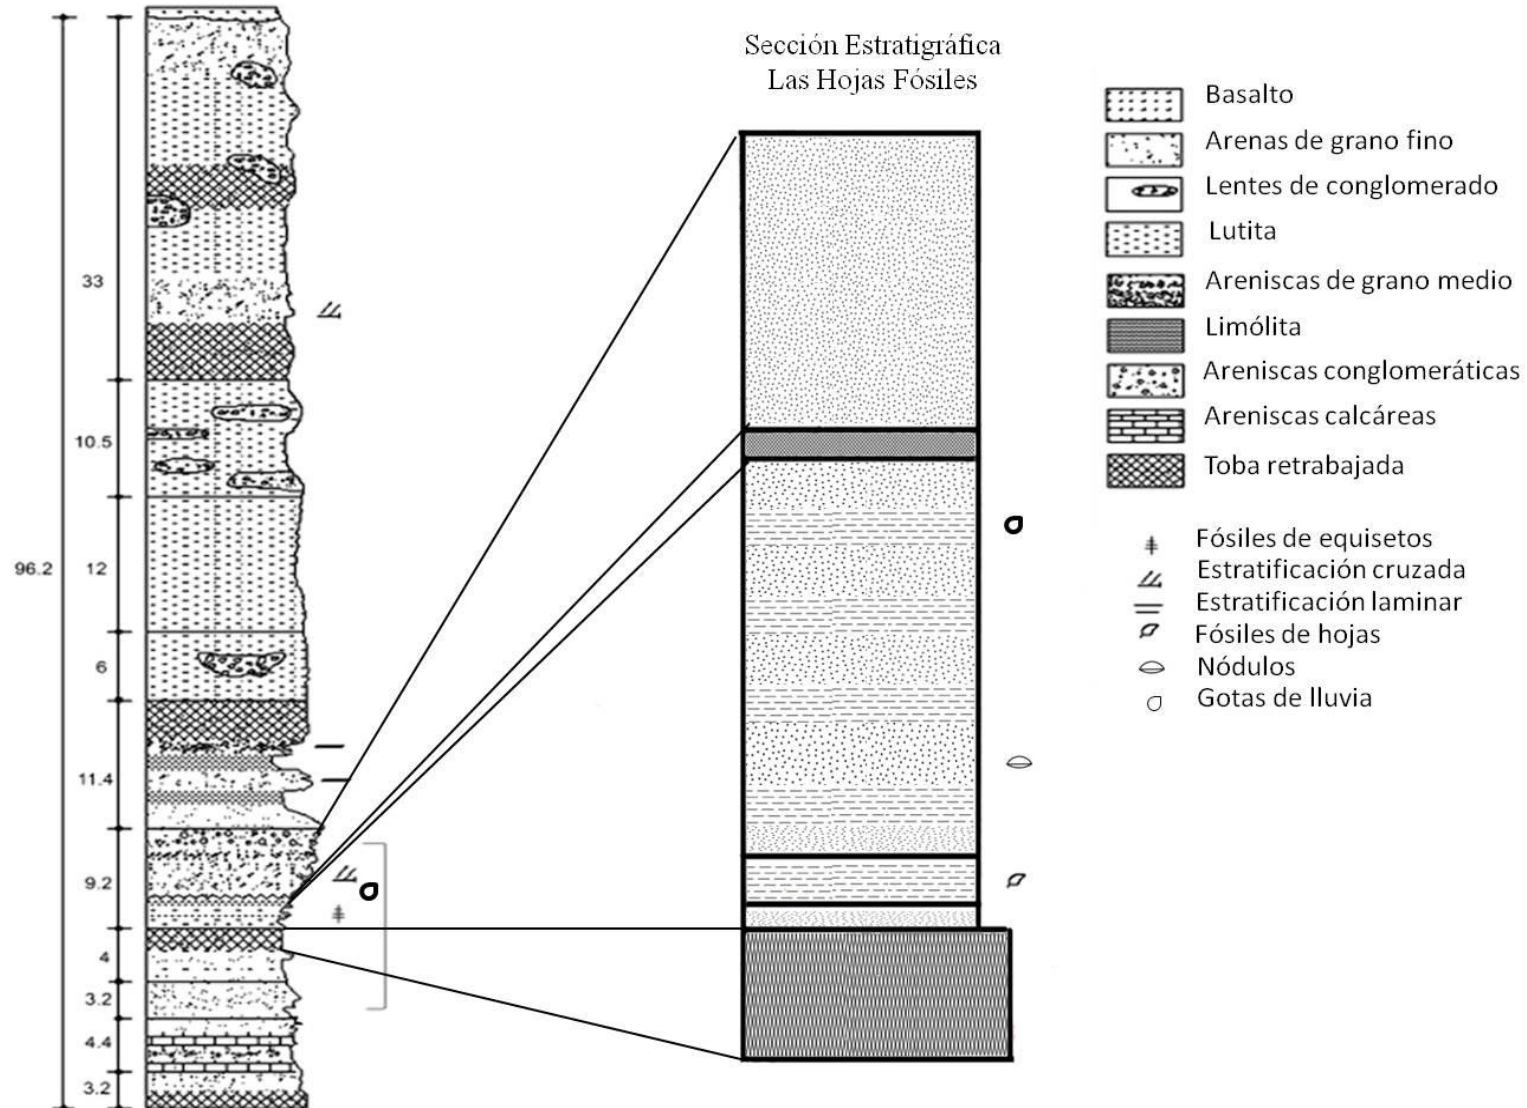 Sección Estratigráfica
Las Hojas Fósiles
96.2
33
10.5
12
6
11.4
9.2
4
3.2
4.4
3.2
Basalto
Arenas de grano fino
Lentes de conglomerado
Lutita
Areniscas de grano medio
Limólita
Areniscas conglomeráticas
Areniscas calcáreas
Toba retrabajada
Fósiles de equisetos
Estratificación cruzada
Estratificación laminar
Fósiles de hojas
Nódulos
Gotas de lluvia